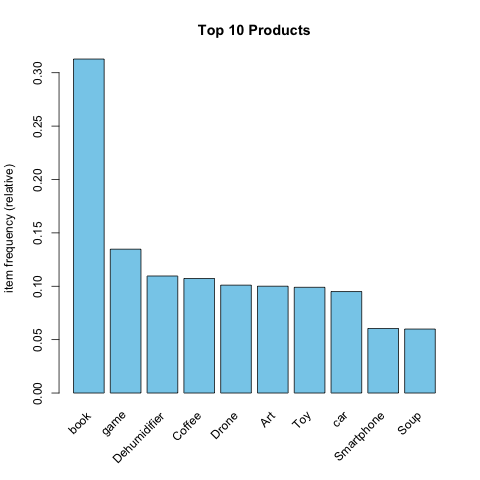 Top 10 Products
item frequency (relative)
0.30
0.25
0.20
0.15
0.10
0.05
0.00
book
game
Dehumidifier
Coffee
Drone
Art
Toy
car
Smartphone
Soup